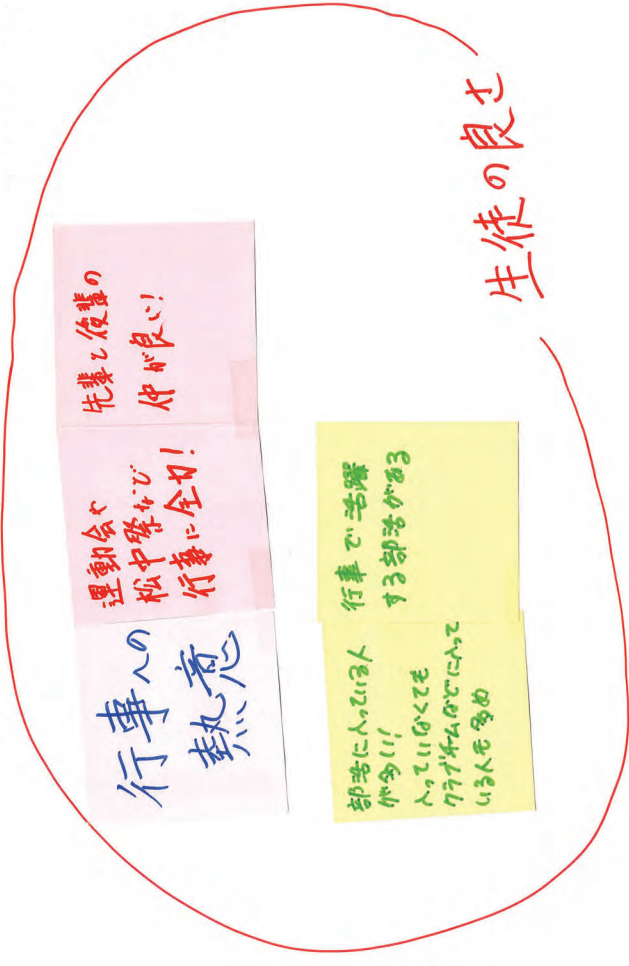 生徒の良さ
行事への
熱意
運動会や
松中祭など
行事に全力!
先輩と後輩の
仲が良い!
部活に入っている人
が多い!
入っていなくても
クラブチームなどに入って
いる人も多め
行事で活躍
する部活がある